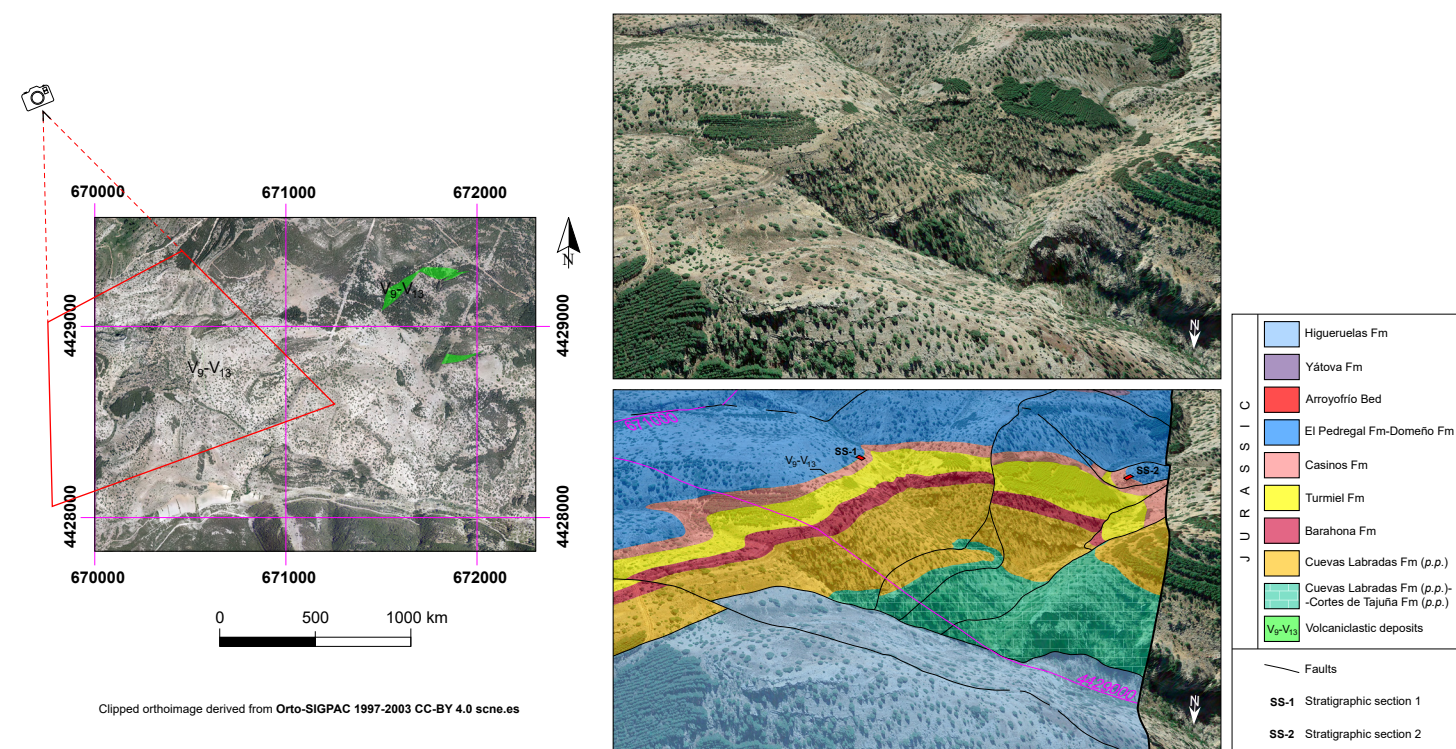 670000
671000
672000
N
4429000
4429000
V9-V13
V9-V13
4428000
4428000
670000
671000
672000
0
500
1000 km
Clipped orthoimage derived from Orto-SIGPAC 1997-2003 CC-BY 4.0 scne.es
N
SS-1
V9-V13
SS-2
N
JURASSIC
Higueruelas Fm
Yátova Fm
Arroyofrío Bed
El Pedregal Fm-Domeño Fm
Casinos Fm
Turmiel Fm
Barahona Fm
Cuevas Labradas Fm (p.p.)
Cuevas Labradas Fm (p.p.)-
-Cortes de Tajuña Fm (p.p.)
V9-V13 Volcaniclastic deposits
Faults
SS-1 Stratigraphic section 1
SS-2 Stratigraphic section 2